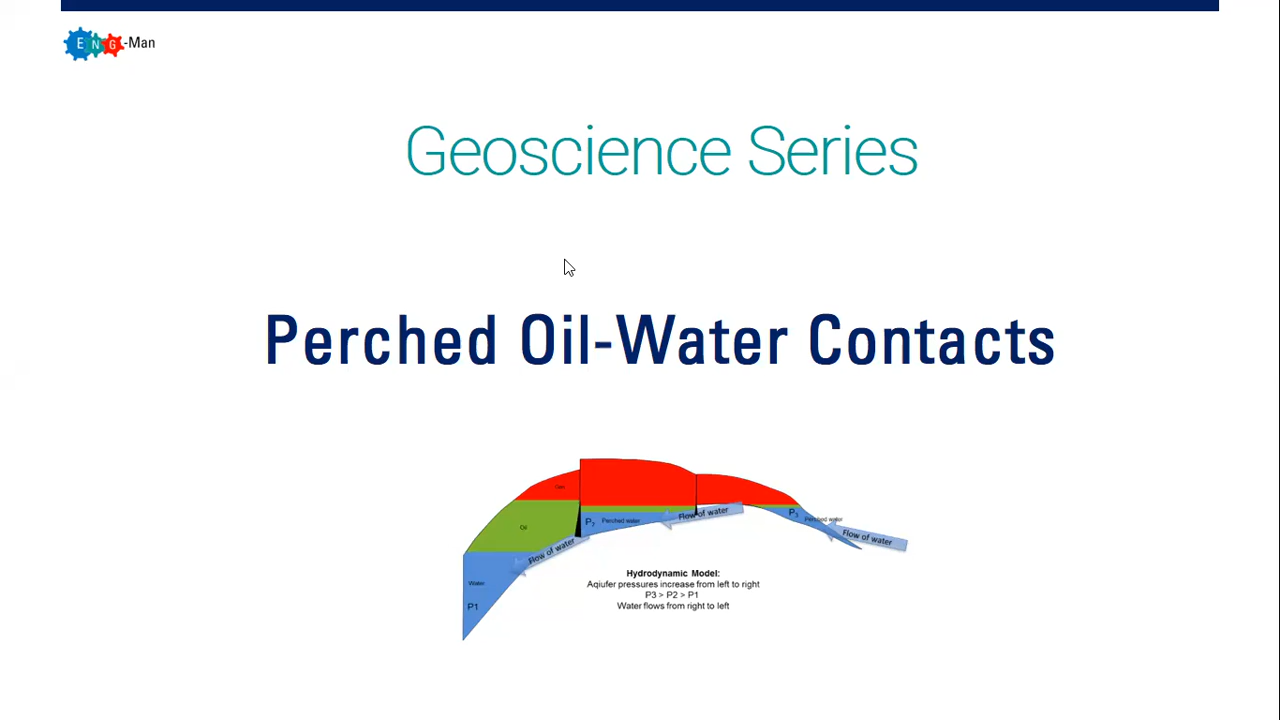 ENG-Man
Geoscience Series
Perched Oil-Water Contacts
Gas
Oil
Water
P1
P2 Perched water
Flow of water
Flow of water
P3 Perched water
Flow of water
Hydrodynamic Model:
Aqiufer pressures increase from left to right
P3 > P2 > P1
Water flows from right to left